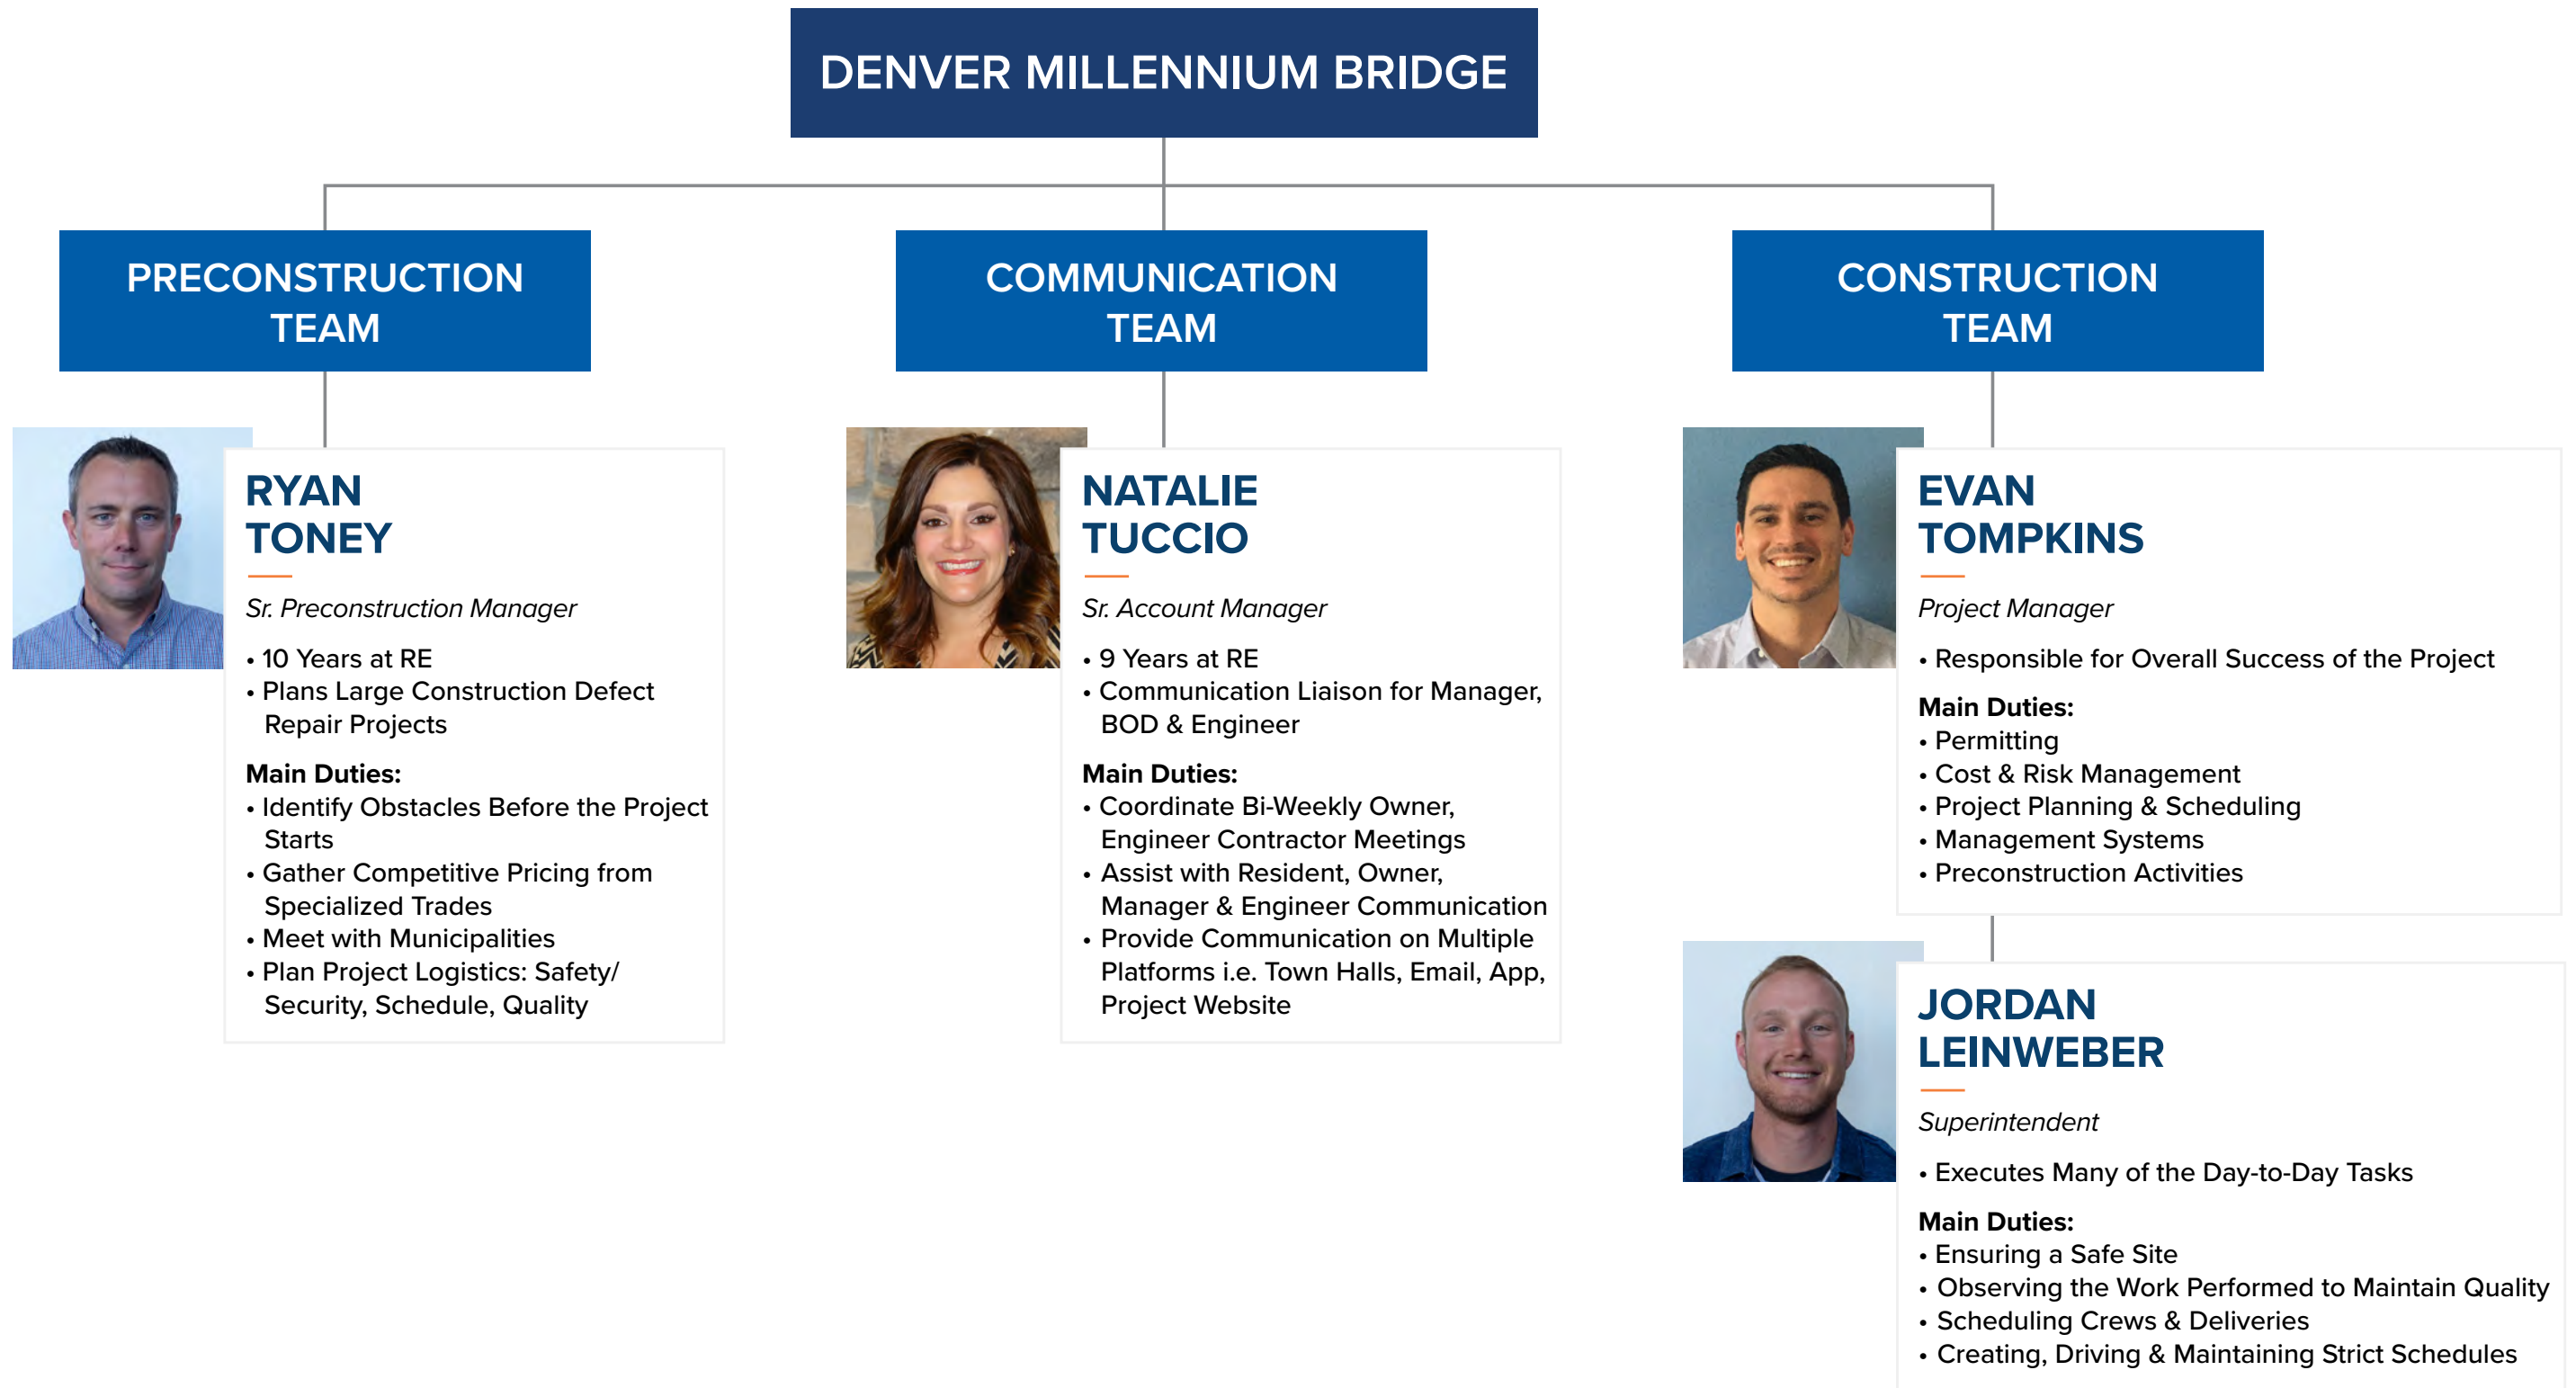 DENVER MILLENNIUM BRIDGE
PRECONSTRUCTION
TEAM
RYAN
TONEY
Sr. Preconstruction Manager
• 10 Years at RE
• Plans Large Construction Defect
Repair Projects
Main Duties:
• Identify Obstacles Before the Project
Starts
• Gather Competitive Pricing from
Specialized Trades
• Meet with Municipalities
• Plan Project Logistics: Safety/
Security, Schedule, Quality
COMMUNICATION
TEAM
NATALIE
TUCCIO
Sr. Account Manager
• 9 Years at RE
• Communication Liaison for Manager,
BOD & Engineer
Main Duties:
• Coordinate Bi-Weekly Owner,
Engineer Contractor Meetings
• Assist with Resident, Owner,
Manager & Engineer Communication
• Provide Communication on Multiple
Platforms i.e. Town Halls, Email, App,
Project Website
CONSTRUCTION
TEAM
EVAN
TOMPKINS
Project Manager
• Responsible for Overall Success of the Project
Main Duties:
• Permitting
• Cost & Risk Management
• Project Planning & Scheduling
• Management Systems
• Preconstruction Activities
JORDAN
LEINWEBER
Superintendent
• Executes Many of the Day-to-Day Tasks
Main Duties:
• Ensuring a Safe Site
• Observing the Work Performed to Maintain Quality
• Scheduling Crews & Deliveries
• Creating, Driving & Maintaining Strict Schedules